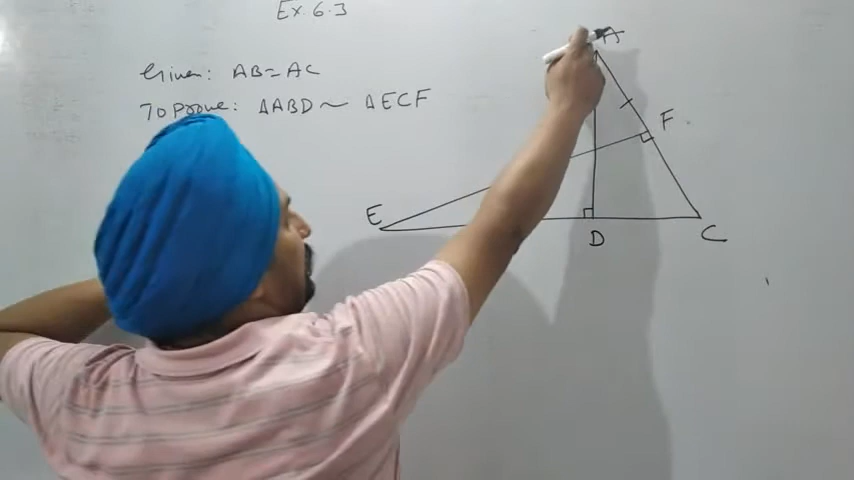 Ex. 6.3
Given: AB = AC
To Prove: ΔABD ~ ΔECF
A
F
E
D
C